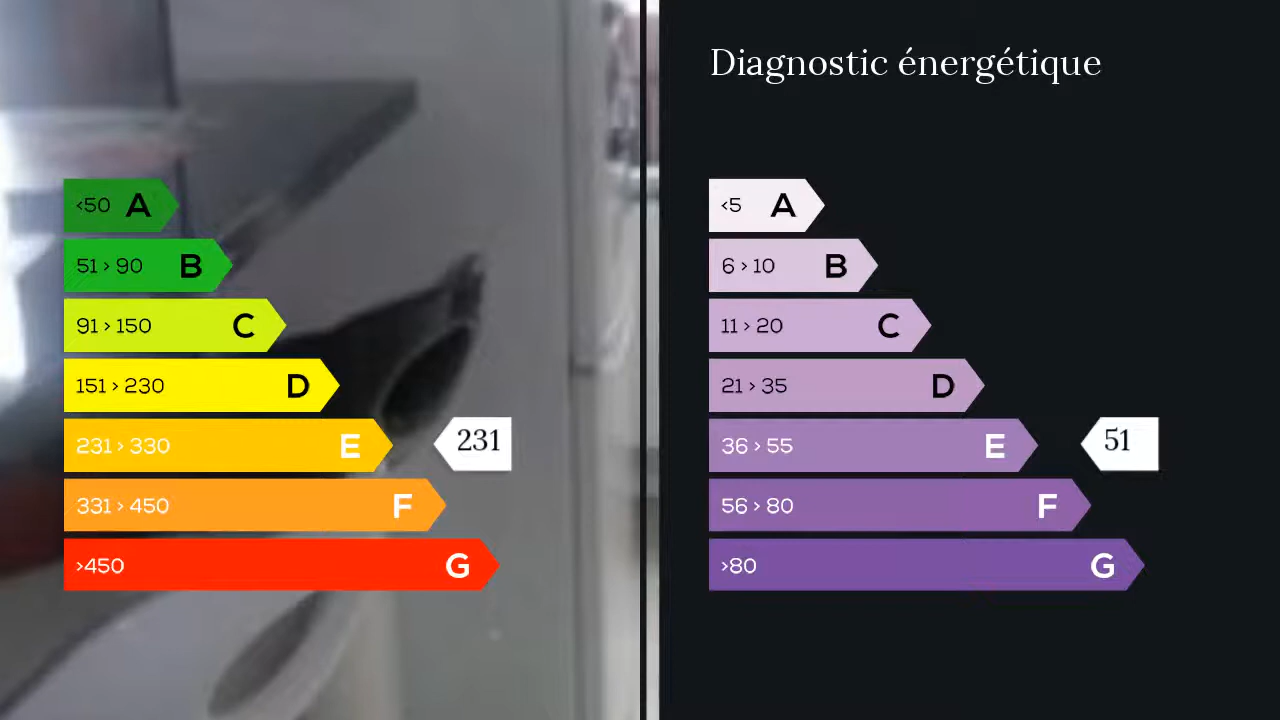 Diagnostic énergétique
<50 A
51 > 90 B
91 > 150 C
151 > 230 D
231 > 330 E
231
331 > 450 F
>450 G
<5 A
6 > 10 B
11 > 20 C
21 > 35 D
36 > 55 E
51
56 > 80 F
>80 G